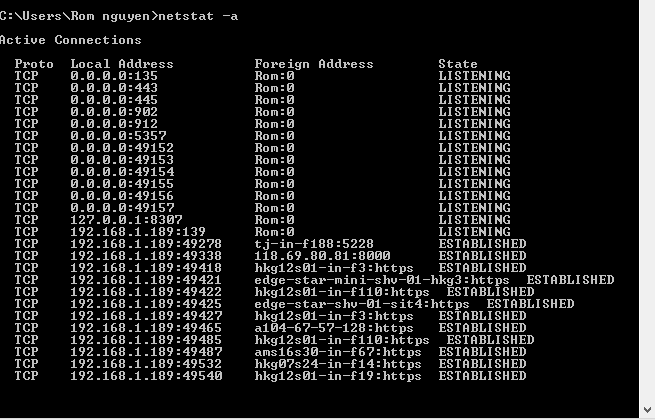 C:\Users\Rom nguyen>netstat -a
Active Connections
Proto Local Address Foreign Address State
TCP 0.0.0.0:135 Rom:0 LISTENING
TCP 0.0.0.0:443 Rom:0 LISTENING
TCP 0.0.0.0:445 Rom:0 LISTENING
TCP 0.0.0.0:902 Rom:0 LISTENING
TCP 0.0.0.0:912 Rom:0 LISTENING
TCP 0.0.0.0:5357 Rom:0 LISTENING
TCP 0.0.0.0:49152 Rom:0 LISTENING
TCP 0.0.0.0:49153 Rom:0 LISTENING
TCP 0.0.0.0:49154 Rom:0 LISTENING
TCP 0.0.0.0:49155 Rom:0 LISTENING
TCP 0.0.0.0:49156 Rom:0 LISTENING
TCP 0.0.0.0:49157 Rom:0 LISTENING
TCP 127.0.0.1:8307 Rom:0 LISTENING
TCP 192.168.1.189:139 Rom:0 LISTENING
TCP 192.168.1.189:49278 tj-in-f188:5228 ESTABLISHED
TCP 192.168.1.189:49338 118.69.80.81:8000 ESTABLISHED
TCP 192.168.1.189:49418 hkg12s01-in-f3:https ESTABLISHED
TCP 192.168.1.189:49421 edge-star-mini-shv-01-hkg3:https ESTABLISHED
TCP 192.168.1.189:49422 hkg12s01-in-f110:https ESTABLISHED
TCP 192.168.1.189:49425 edge-star-shv-01-sit4:https ESTABLISHED
TCP 192.168.1.189:49427 hkg12s01-in-f3:https ESTABLISHED
TCP 192.168.1.189:49465 a104-67-57-128:https ESTABLISHED
TCP 192.168.1.189:49485 hkg12s01-in-f110:https ESTABLISHED
TCP 192.168.1.189:49487 ams16s30-in-f67:https ESTABLISHED
TCP 192.168.1.189:49532 hkg07s24-in-f14:https ESTABLISHED
TCP 192.168.1.189:49540 hkg12s01-in-f19:https ESTABLISHED